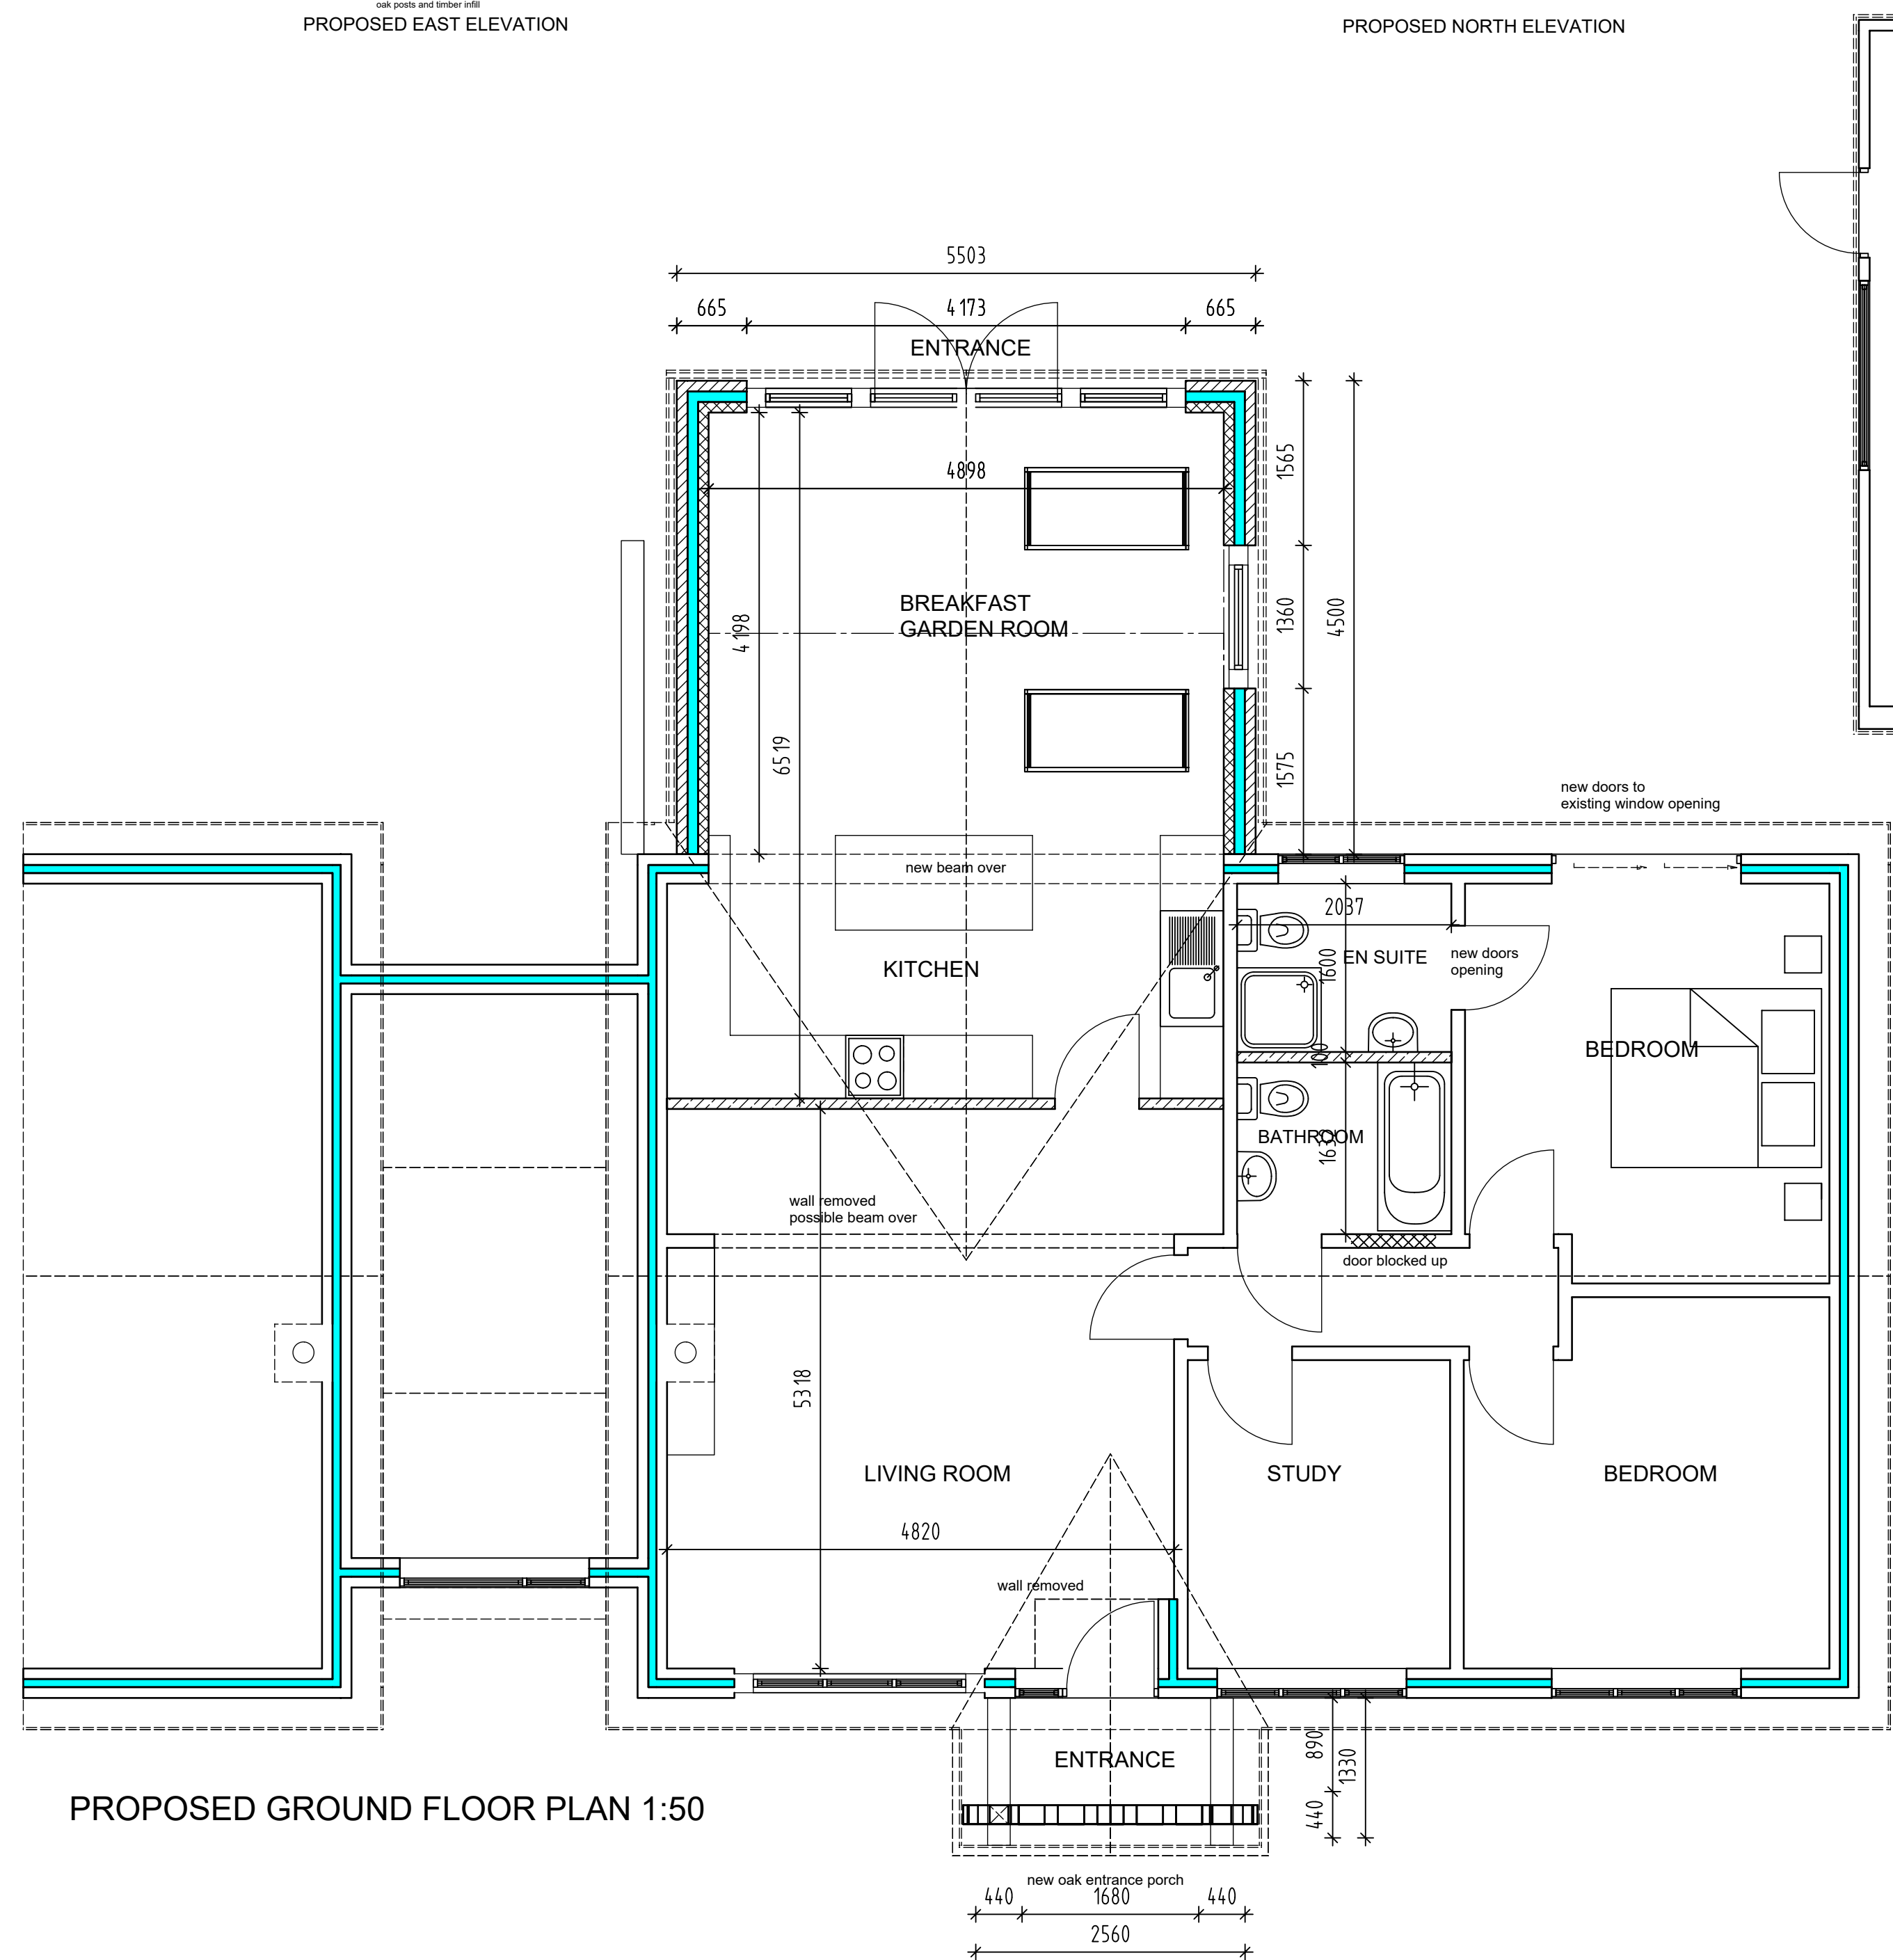 oak posts and timber infill
PROPOSED EAST ELEVATION
PROPOSED NORTH ELEVATION
5503
665
4173
665
ENTRANCE
4898
1565
BREAKFAST
GARDEN ROOM
4198
1360
4500
6519
1575
new doors to
existing window opening
new beam over
2037
KITCHEN
1600
EN SUITE
new doors
opening
100
BEDROOM
BATHROOM
wall removed
possible beam over
door blocked up
5318
LIVING ROOM
STUDY
BEDROOM
4820
wall removed
ENTRANCE
890
1330
440
PROPOSED GROUND FLOOR PLAN 1:50
new oak entrance porch
440
1680
440
2560